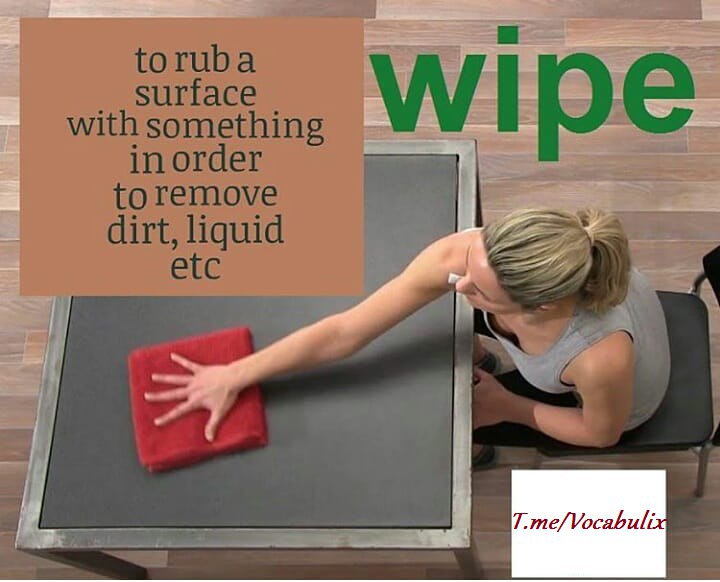 to rub a
surface
with something
in order
to remove
dirt, liquid
etc
wipe
T.me/Vocabulix